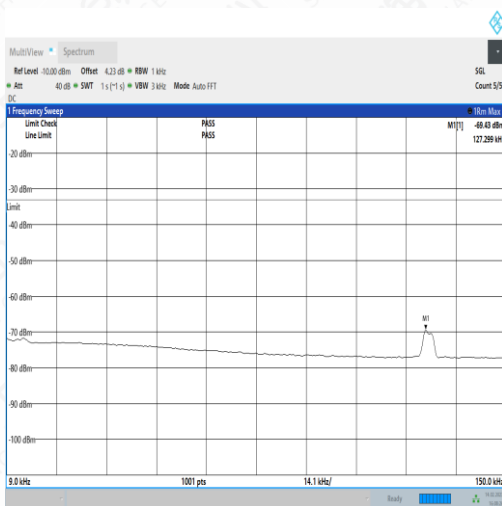 MultiView Spectrum
Ref Level -10.00 dBm Offset 4.23 dB RBW 1 kHz SGL
Att 40 dB SWT 1 s (~1 s) VBW 3 kHz Mode Auto FFT Count 5/5
DC
1 Frequency Sweep 1Rm Max
Limit Check PASS M1[1] -69.43 dBm
Line Limit PASS 127.299 kH
-20 dBm
-30 dBm
Limit
-40 dBm
-50 dBm
-60 dBm
M1
-70 dBm
-80 dBm
-90 dBm
-100 dBm
9.0 kHz 1001 pts 14.1 kHz/ 150.0 kHz
Ready